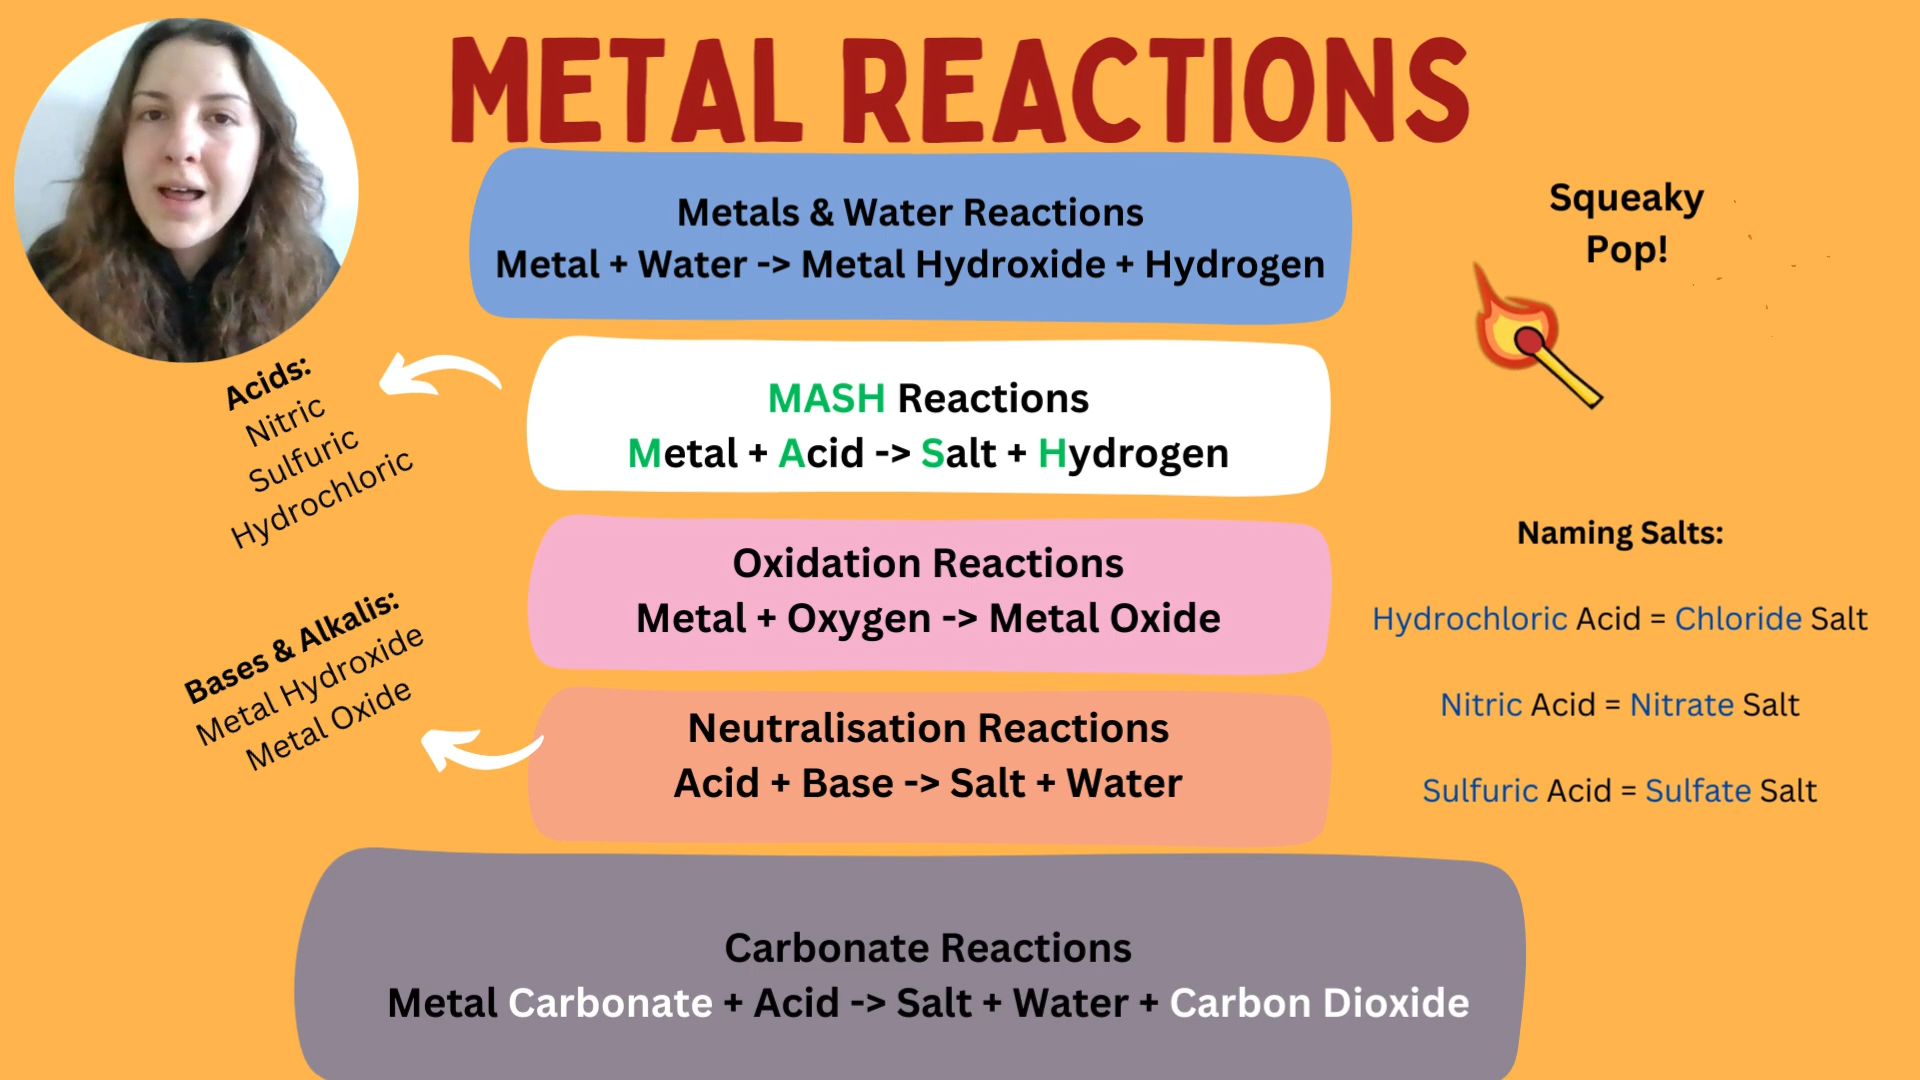 METAL REACTIONS
Metals & Water Reactions
Metal + Water -> Metal Hydroxide + Hydrogen
Squeaky
Pop!
Acids:
Nitric
Sulfuric
Hydrochloric
MASH Reactions
Metal + Acid -> Salt + Hydrogen
Oxidation Reactions
Metal + Oxygen -> Metal Oxide
Naming Salts:
Hydrochloric Acid = Chloride Salt
Nitric Acid = Nitrate Salt
Sulfuric Acid = Sulfate Salt
Bases & Alkalis:
Metal Hydroxide
Metal Oxide
Neutralisation Reactions
Acid + Base -> Salt + Water
Carbonate Reactions
Metal Carbonate + Acid -> Salt + Water + Carbon Dioxide